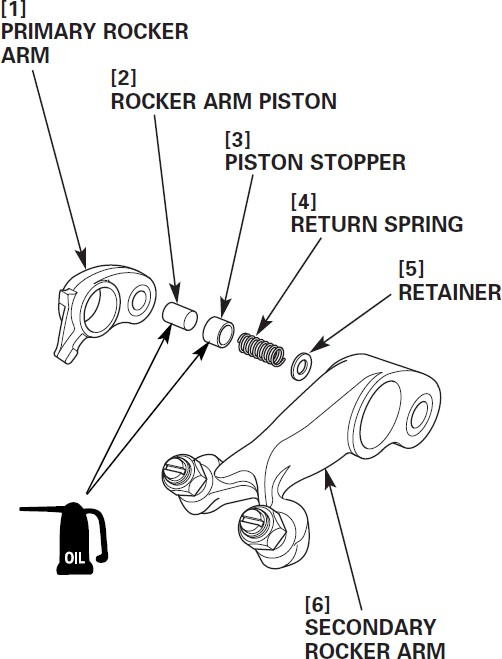 [1]
PRIMARY ROCKER
ARM
[2]
ROCKER ARM PISTON
[3]
PISTON STOPPER
[4]
RETURN SPRING
[5]
RETAINER
OIL
[6]
SECONDARY
ROCKER ARM